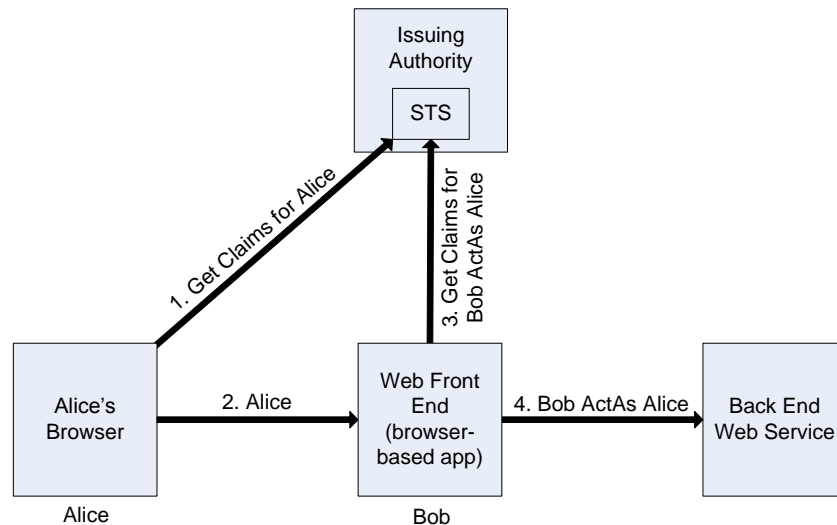 Issuing
Authority
STS
1. Get Claims for Alice
3. Get Claims for
Bob ActAs Alice
Alice's
Browser
2. Alice
Web Front
End
(browser-
based app)
4. Bob ActAs Alice
Back End
Web Service
Alice
Bob